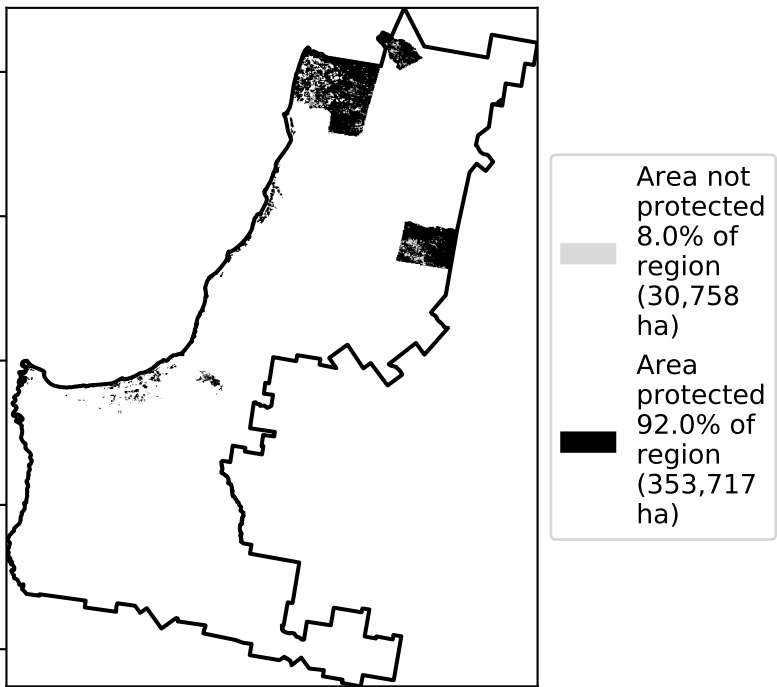 Area not
protected
8.0% of
region
(30,758
ha)
Area
protected
92.0% of
region
(353,717
ha)